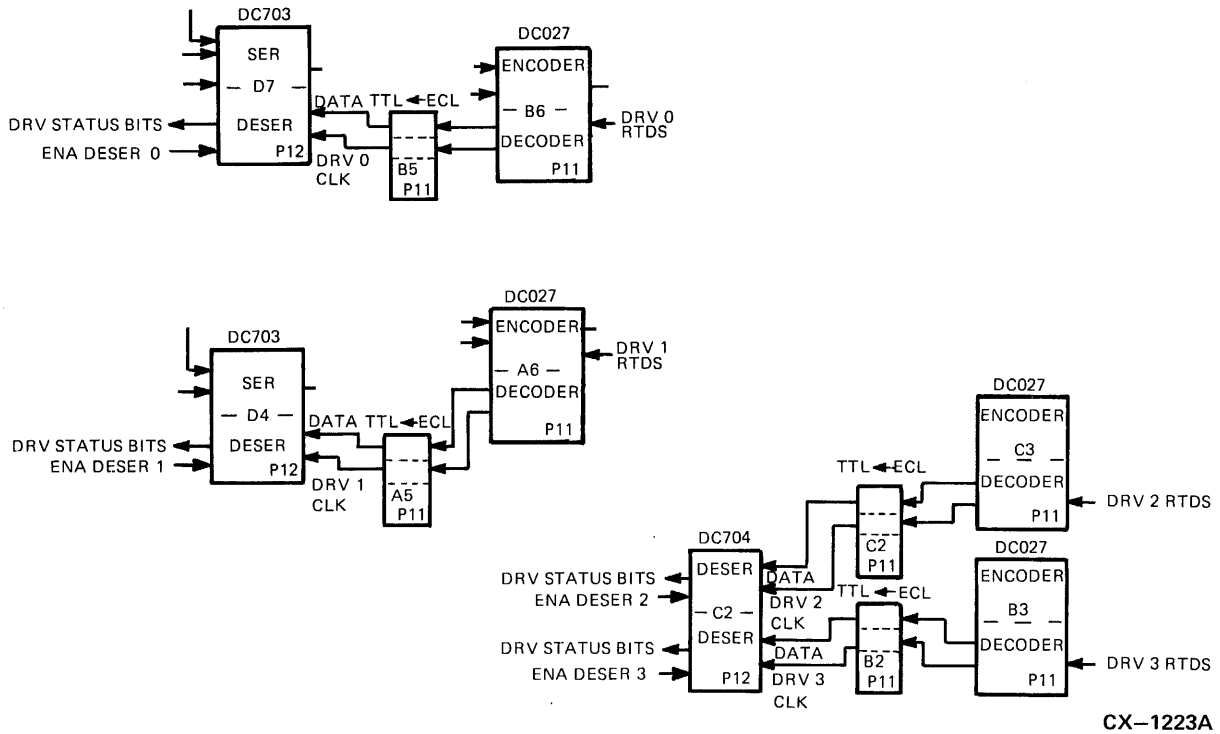 DC703
SER
D7
DESER
P12
DRV STATUS BITS
ENA DESER 0
DATA TTL ECL
DRV 0
CLK
B5
P11
DC027
ENCODER
B6
DECODER
P11
DRV 0
RTDS
DC703
SER
D4
DESER
P12
DRV STATUS BITS
ENA DESER 1
DATA TTL ECL
DRV 1
CLK
A5
P11
DC027
ENCODER
A6
DECODER
P11
DRV 1
RTDS
DC704
DESER
C2
DESER
P12
DRV STATUS BITS
ENA DESER 2
DRV STATUS BITS
ENA DESER 3
DATA
DRV 2
CLK
DATA
DRV 3
CLK
TTL ECL
C2
P11
TTL ECL
B2
P11
DC027
ENCODER
C3
DECODER
P11
DRV 2 RTDS
DC027
ENCODER
B3
DECODER
P11
DRV 3 RTDS
CX–1223A